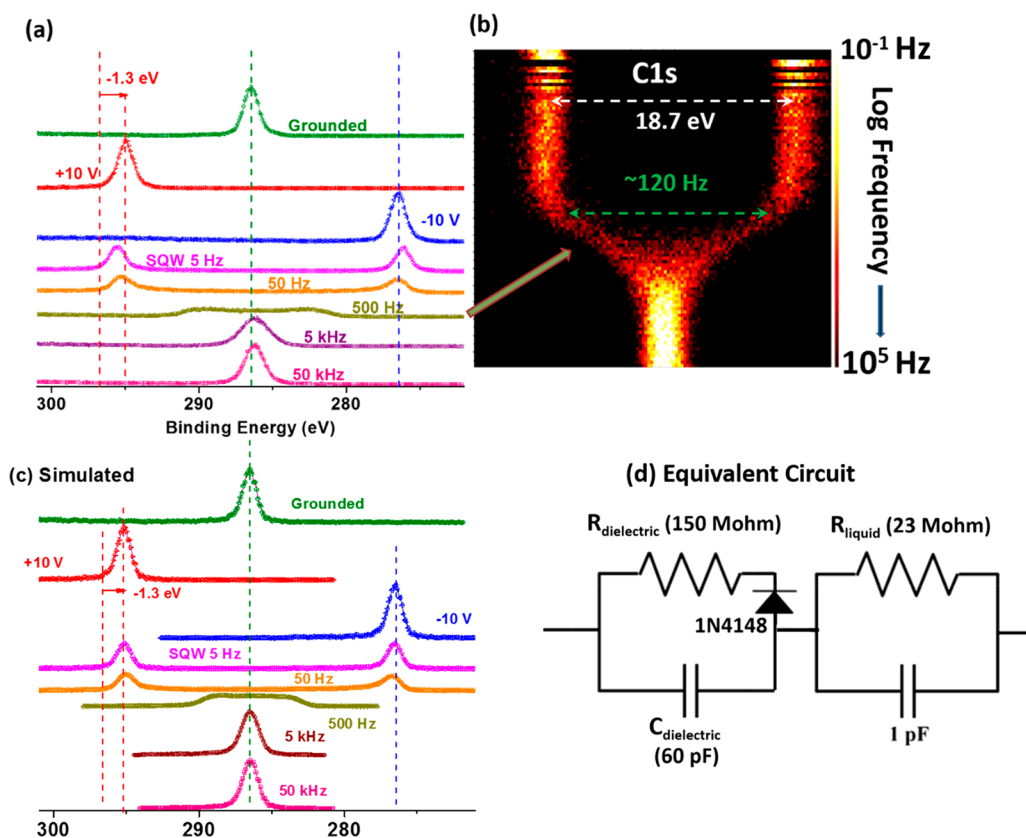 (a)
-1.3 eV
Grounded
+10 V
-10 V
SQW 5 Hz
50 Hz
500 Hz
5 kHz
50 kHz
300
290
280
Binding Energy (eV)
(b)
C1s
18.7 eV
~120 Hz
10-1 Hz
Log Frequency
105 Hz
(c) Simulated
Grounded
+10 V
-1.3 eV
-10 V
SQW 5 Hz
50 Hz
500 Hz
5 kHz
50 kHz
300
290
280
(d) Equivalent Circuit
Rdielectric (150 Mohm)
Rliquid (23 Mohm)
1N4148
Cdielectric
(60 pF)
1 pF